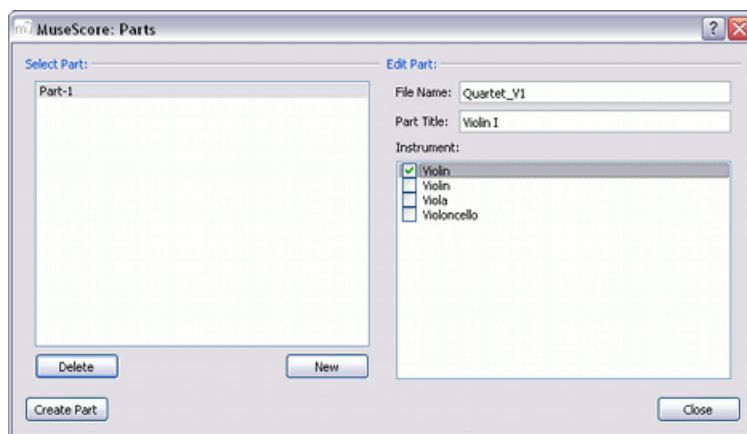 MuseScore: Parts
Select Part:
Part-1
Delete
New
Create Part
Edit Part:
File Name: Quartet_V1
Part Title: Violin I
Instrument:
Violin
Violin
Viola
Violoncello
Close